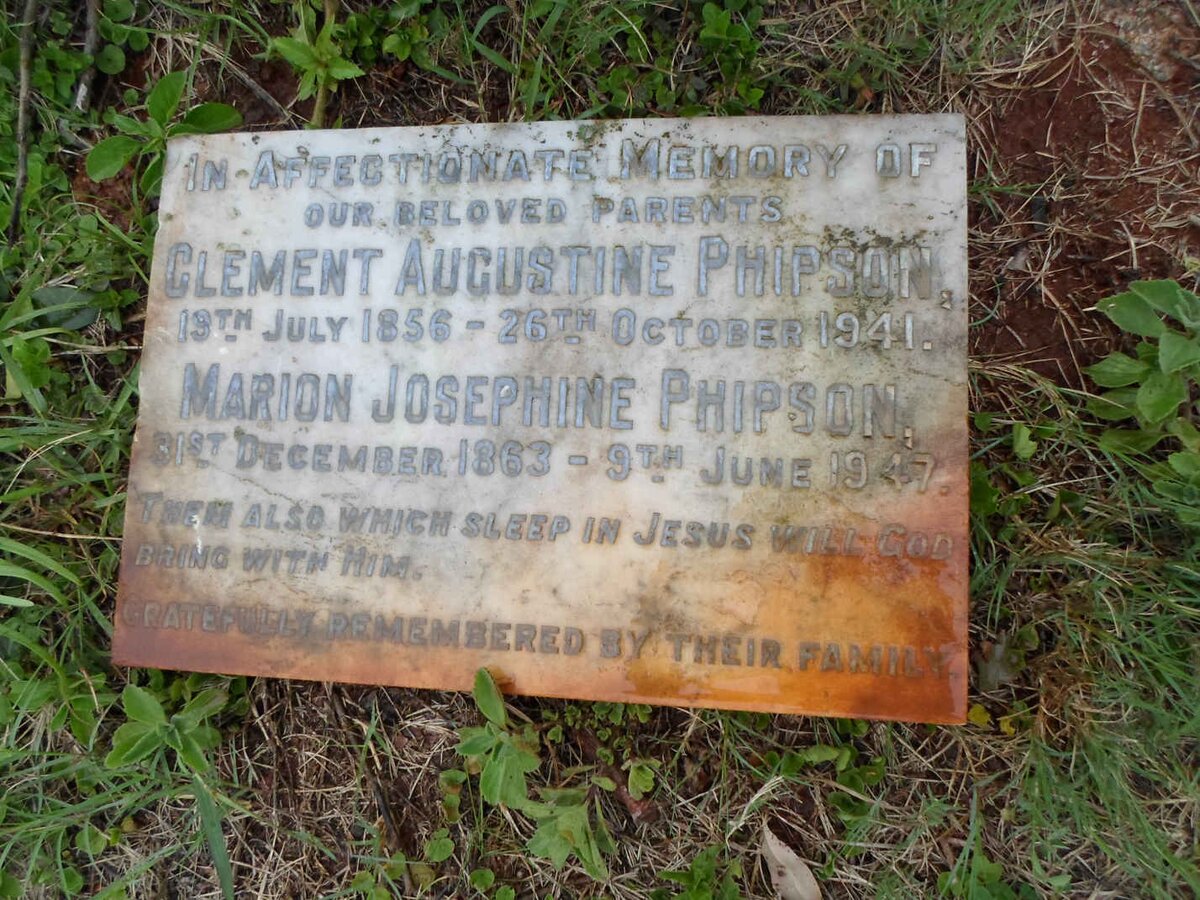 In Affectionate Memory of
our beloved parents
Clement Augustine Phipson,
19th July 1856 - 26th October 1941.
Marion Josephine Phipson,
31st December 1863 - 9th June 1947.
Them also which sleep in Jesus will God
bring with Him.
Gratefully remembered by their family.